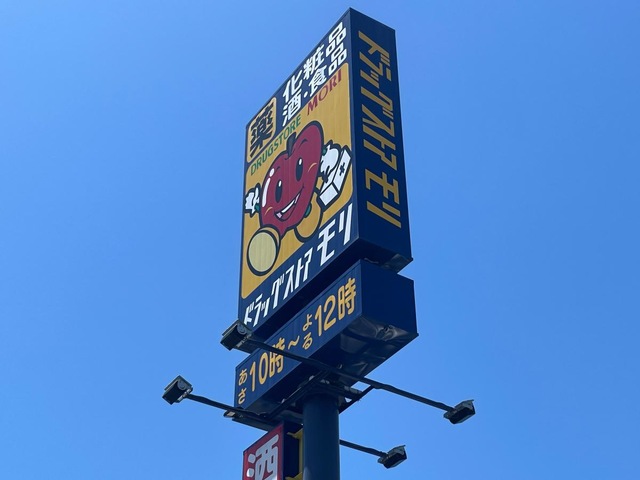 薬
化粧品
酒・食品
DRUGSTORE MORI
ドラッグストア モリ
ドラッグストア モリ
あさ10時～よる12時
酒